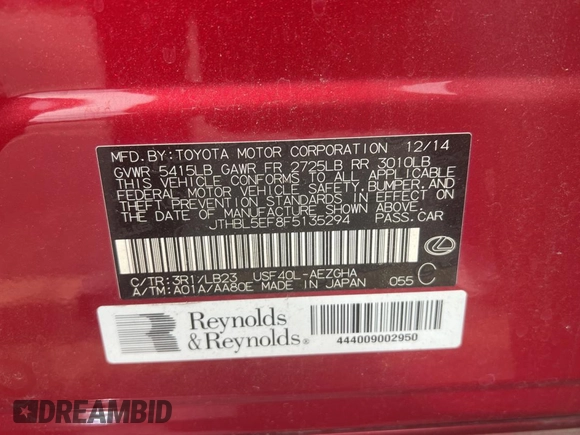 MFD.BY:TOYOTA MOTOR CORPORATION 12/14
GVWR 5415LB GAWR FR 2725LB RR 3010LB
THIS VEHICLE CONFORMS TO ALL APPLICABLE
FEDERAL MOTOR VEHICLE SAFETY, BUMPER, AND
THEFT PREVENTION STANDARDS IN EFFECT ON
THE DATE OF MANUFACTURE SHOWN ABOVE.
JTHBL5EF8F5135294 PASS.CAR
C/TR:3R1/LB23 USF40L-AEZGHA
A/TM:A01A/AA80E MADE IN JAPAN 055 C
Reynolds
&Reynolds®
444009002950
DREAMBID